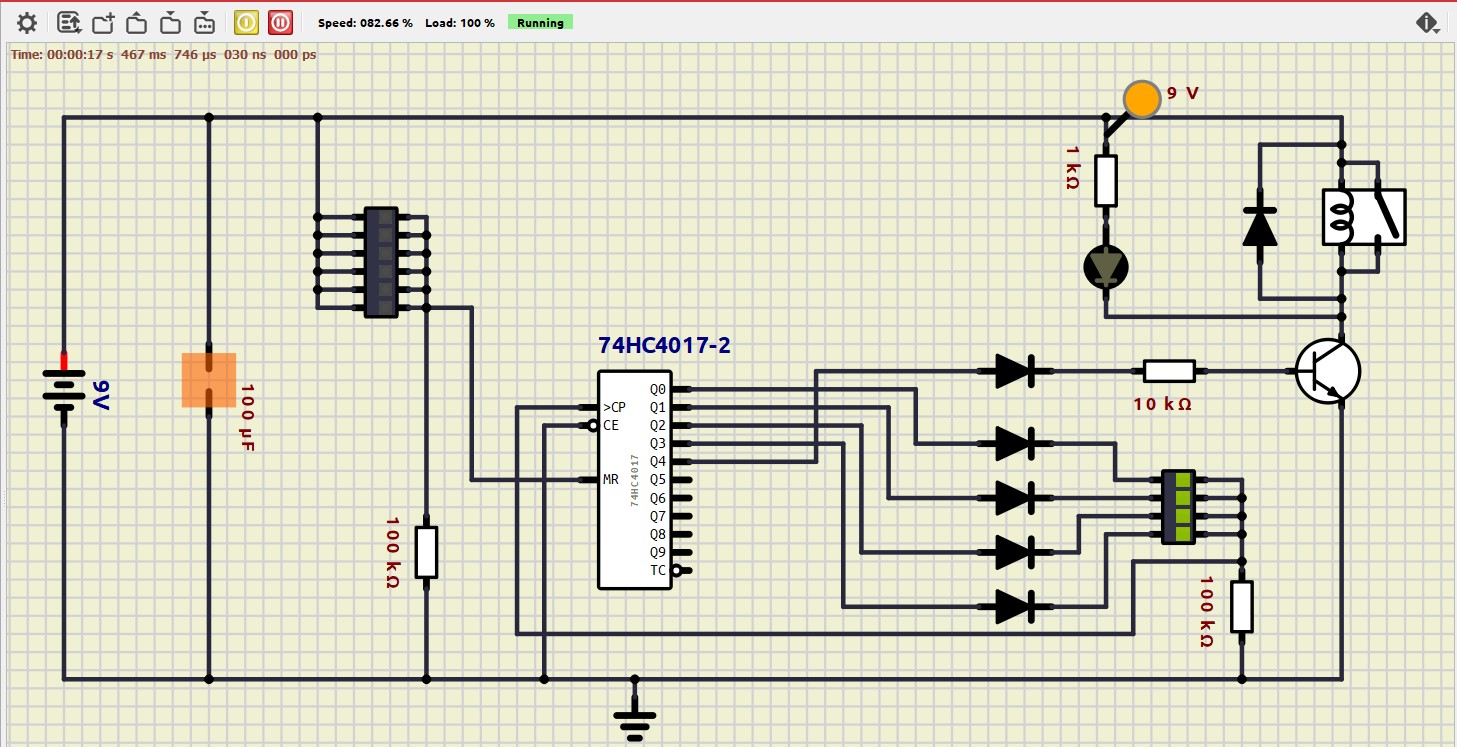 Speed: 082.66 % Load: 100 % Running
Time: 00:00:17 s 467 ms 746 µs 030 ns 000 ps
9 V
1 kΩ
74HC4017-2
9V
100 µF
>CP
CE
MR
74HC4017
Q0
Q1
Q2
Q3
Q4
Q5
Q6
Q7
Q8
Q9
TC
10 kΩ
100 kΩ
100 kΩ